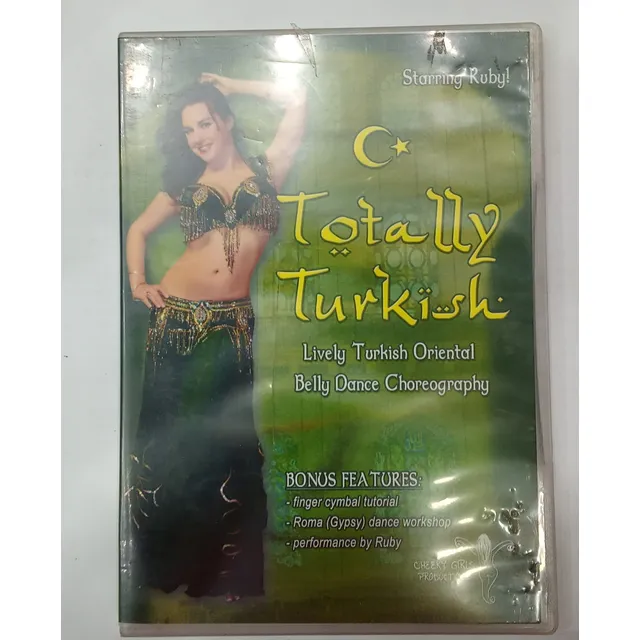 Starring Ruby!
Totally
Turkish
Lively Turkish Oriental
Belly Dance Choreography
BONUS FEATURES:
- finger cymbal tutorial
- Roma (Gypsy) dance workshop
- performance by Ruby
CHEEKY GIRLS